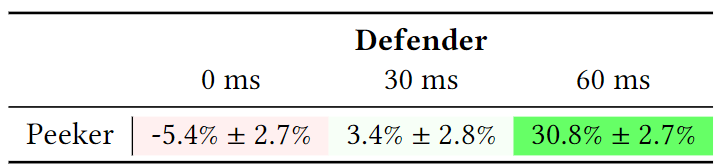 Defender
0 ms 30 ms 60 ms
Peeker -5.4% ± 2.7% 3.4% ± 2.8% 30.8% ± 2.7%